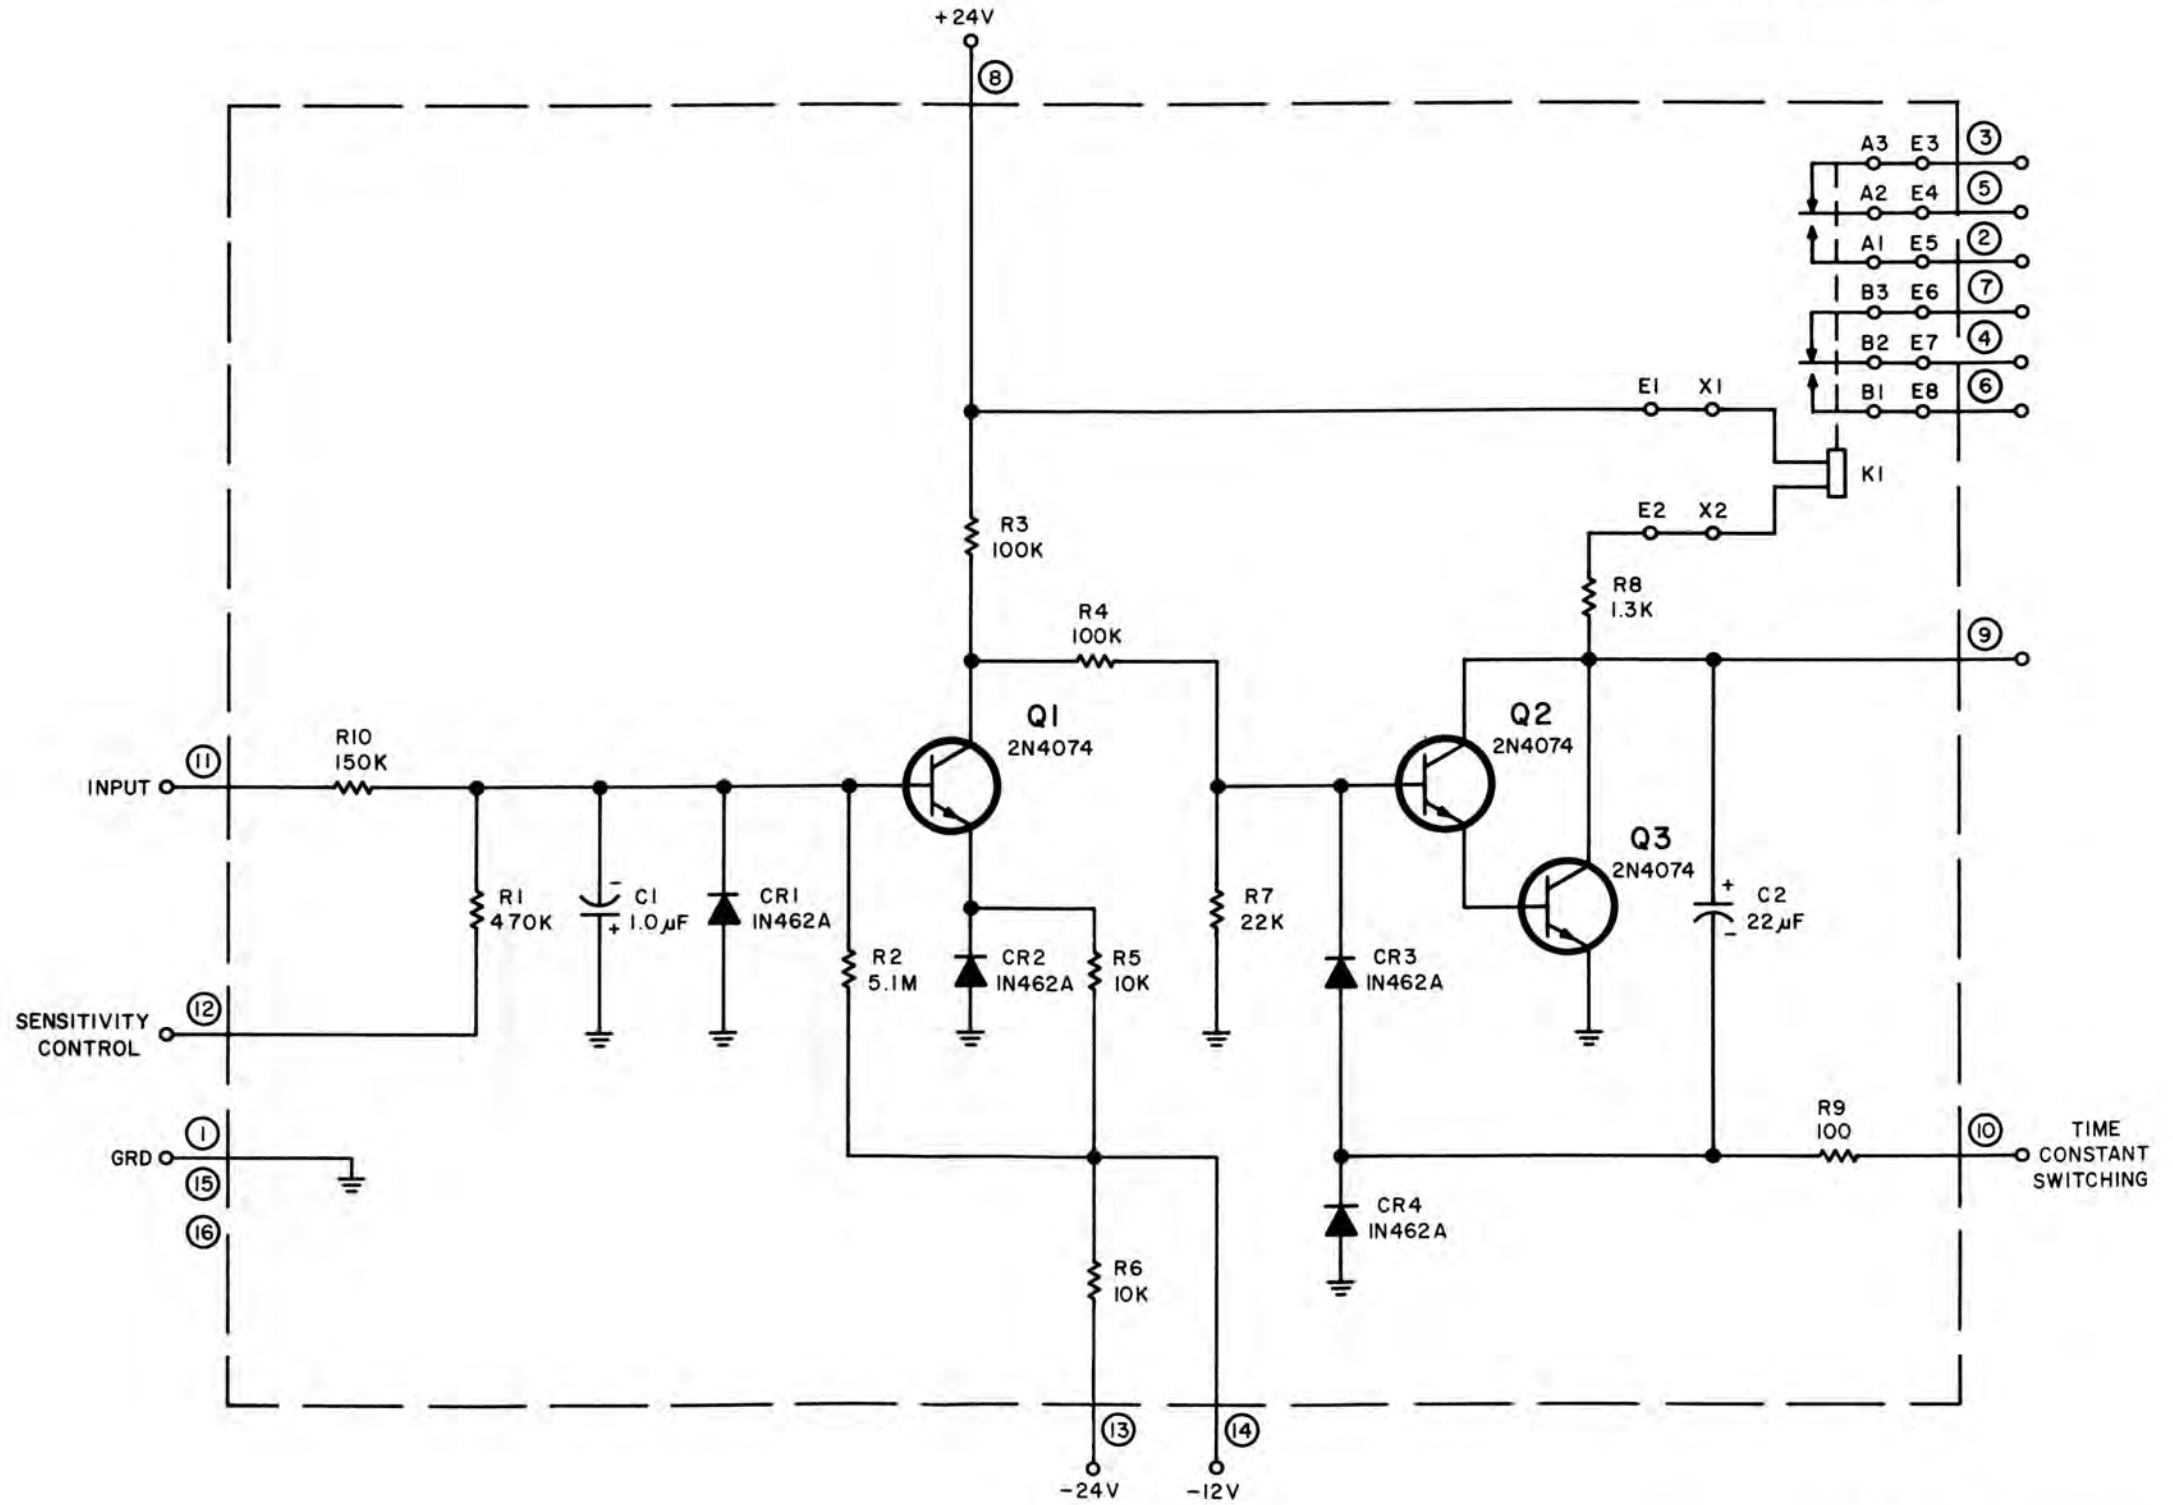 +24V
8
A3 E3 3
A2 E4 5
A1 E5 2
B3 E6 7
B2 E7 4
B1 E8 6
E1 X1
K1
E2 X2
R3
100K
R8
1.3K
R4
100K
9
Q1
2N4074
Q2
2N4074
R10
150K
11
INPUT
Q3
2N4074
R1
470K
- C1
+ 1.0µF
CR1
IN462A
R7
22K
+ C2
22µF
-
R2
5.1M
CR2
IN462A
R5
10K
CR3
IN462A
12
SENSITIVITY
CONTROL
1
GRD
15
16
R9
100
10
TIME
CONSTANT
SWITCHING
CR4
IN462A
R6
10K
13
14
-24V
-12V